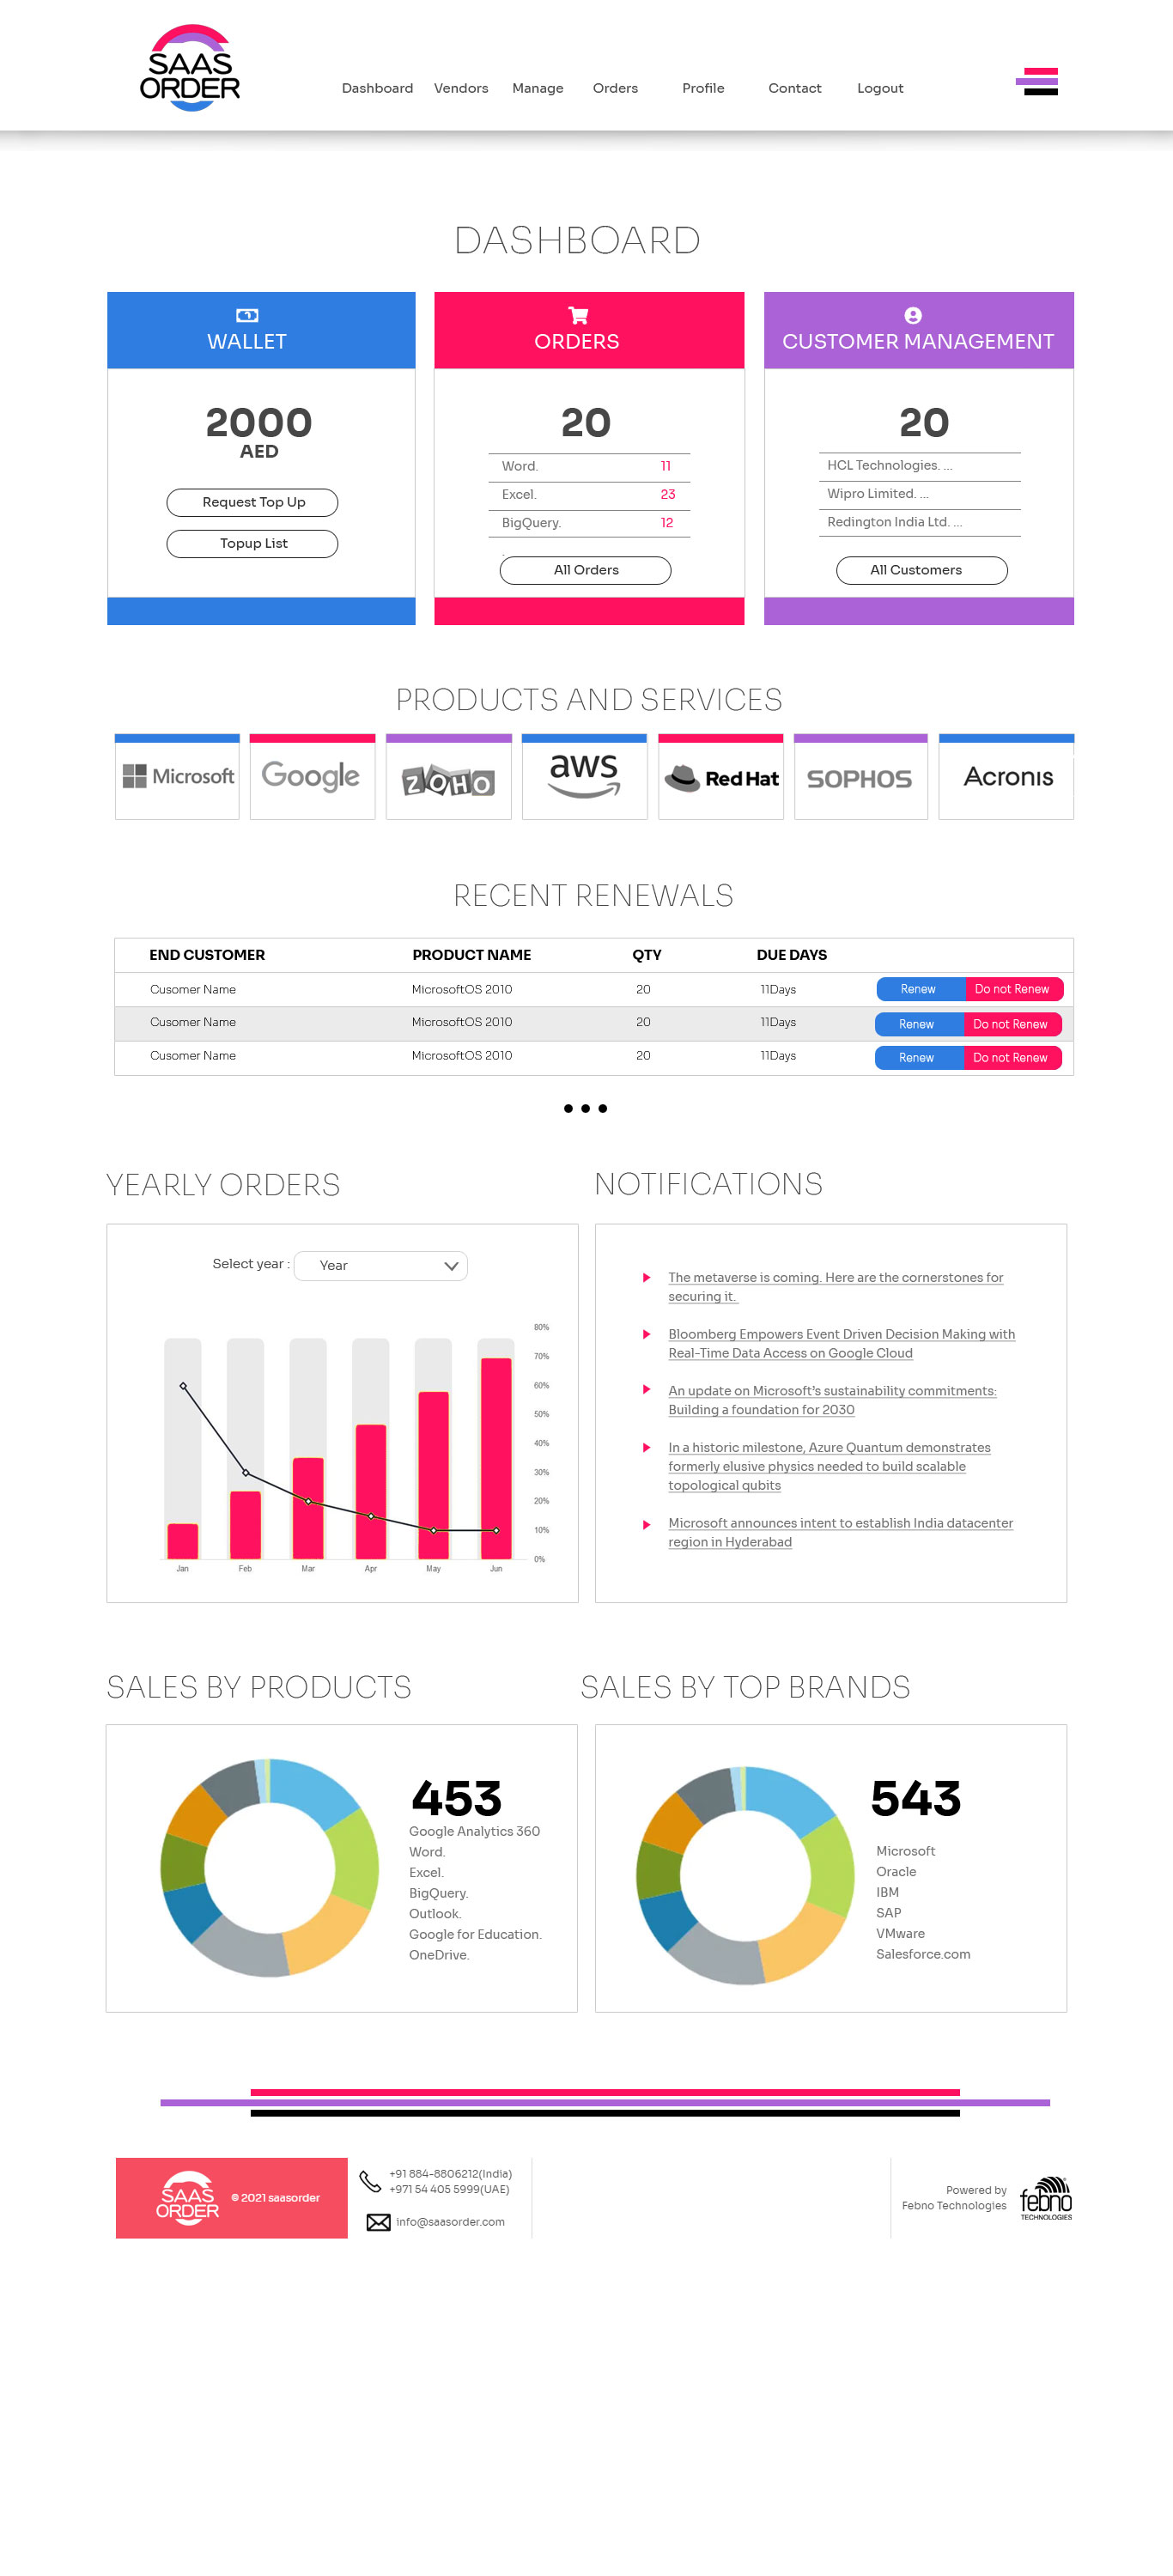 SAAS
ORDER
Dashboard Vendors Manage Orders Profile Contact Logout
DASHBOARD
WALLET
2000
AED
Request Top Up
Topup List
ORDERS
20
Word. 11
Excel. 23
BigQuery. 12
.
All Orders
CUSTOMER MANAGEMENT
20
HCL Technologies. ...
Wipro Limited. ...
Redington India Ltd. ...
All Customers
PRODUCTS AND SERVICES
Microsoft Google ZOHO aws Red Hat SOPHOS Acronis
RECENT RENEWALS
END CUSTOMER PRODUCT NAME QTY DUE DAYS
Cusomer Name MicrosoftOS 2010 20 11Days Renew Do not Renew
Cusomer Name MicrosoftOS 2010 20 11Days Renew Do not Renew
Cusomer Name MicrosoftOS 2010 20 11Days Renew Do not Renew
YEARLY ORDERS
Select year : Year
80%
70%
60%
50%
40%
30%
20%
10%
0%
Jan Feb Mar Apr May Jun
NOTIFICATIONS
The metaverse is coming. Here are the cornerstones for
securing it.
Bloomberg Empowers Event Driven Decision Making with
Real-Time Data Access on Google Cloud
An update on Microsoft’s sustainability commitments:
Building a foundation for 2030
In a historic milestone, Azure Quantum demonstrates
formerly elusive physics needed to build scalable
topological qubits
Microsoft announces intent to establish India datacenter
region in Hyderabad
SALES BY PRODUCTS
453
Google Analytics 360
Word.
Excel.
BigQuery.
Outlook.
Google for Education.
OneDrive.
SALES BY TOP BRANDS
543
Microsoft
Oracle
IBM
SAP
VMware
Salesforce.com
SAAS
ORDER
© 2021 saasorder
+91 884-8806212(India)
+971 54 405 5999(UAE)
info@saasorder.com
Powered by
Febno Technologies
febno
TECHNOLOGIES